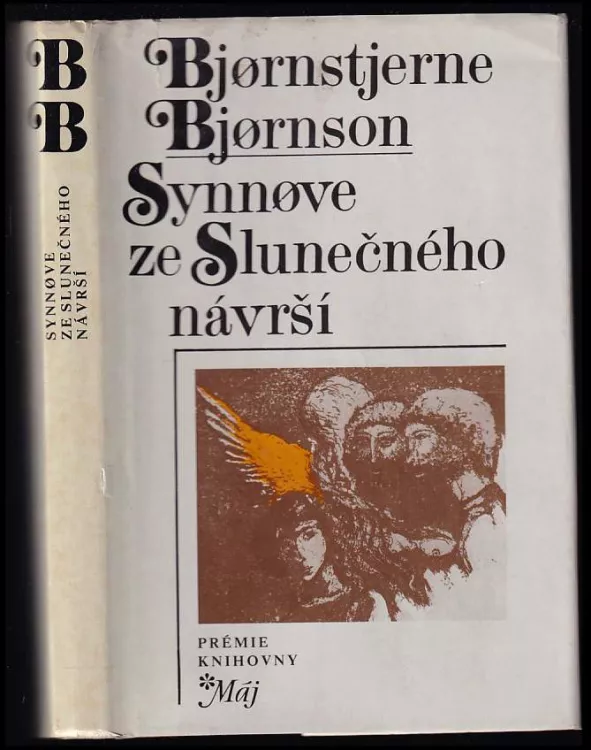 B
B
SYNNØVE
ZE SLUNEČNÉHO
NÁVRŠÍ
Bjørnstjerne
Bjørnson
Synnøve
ze Slunečného
návrší
PRÉMIE
KNIHOVNY
*Máj